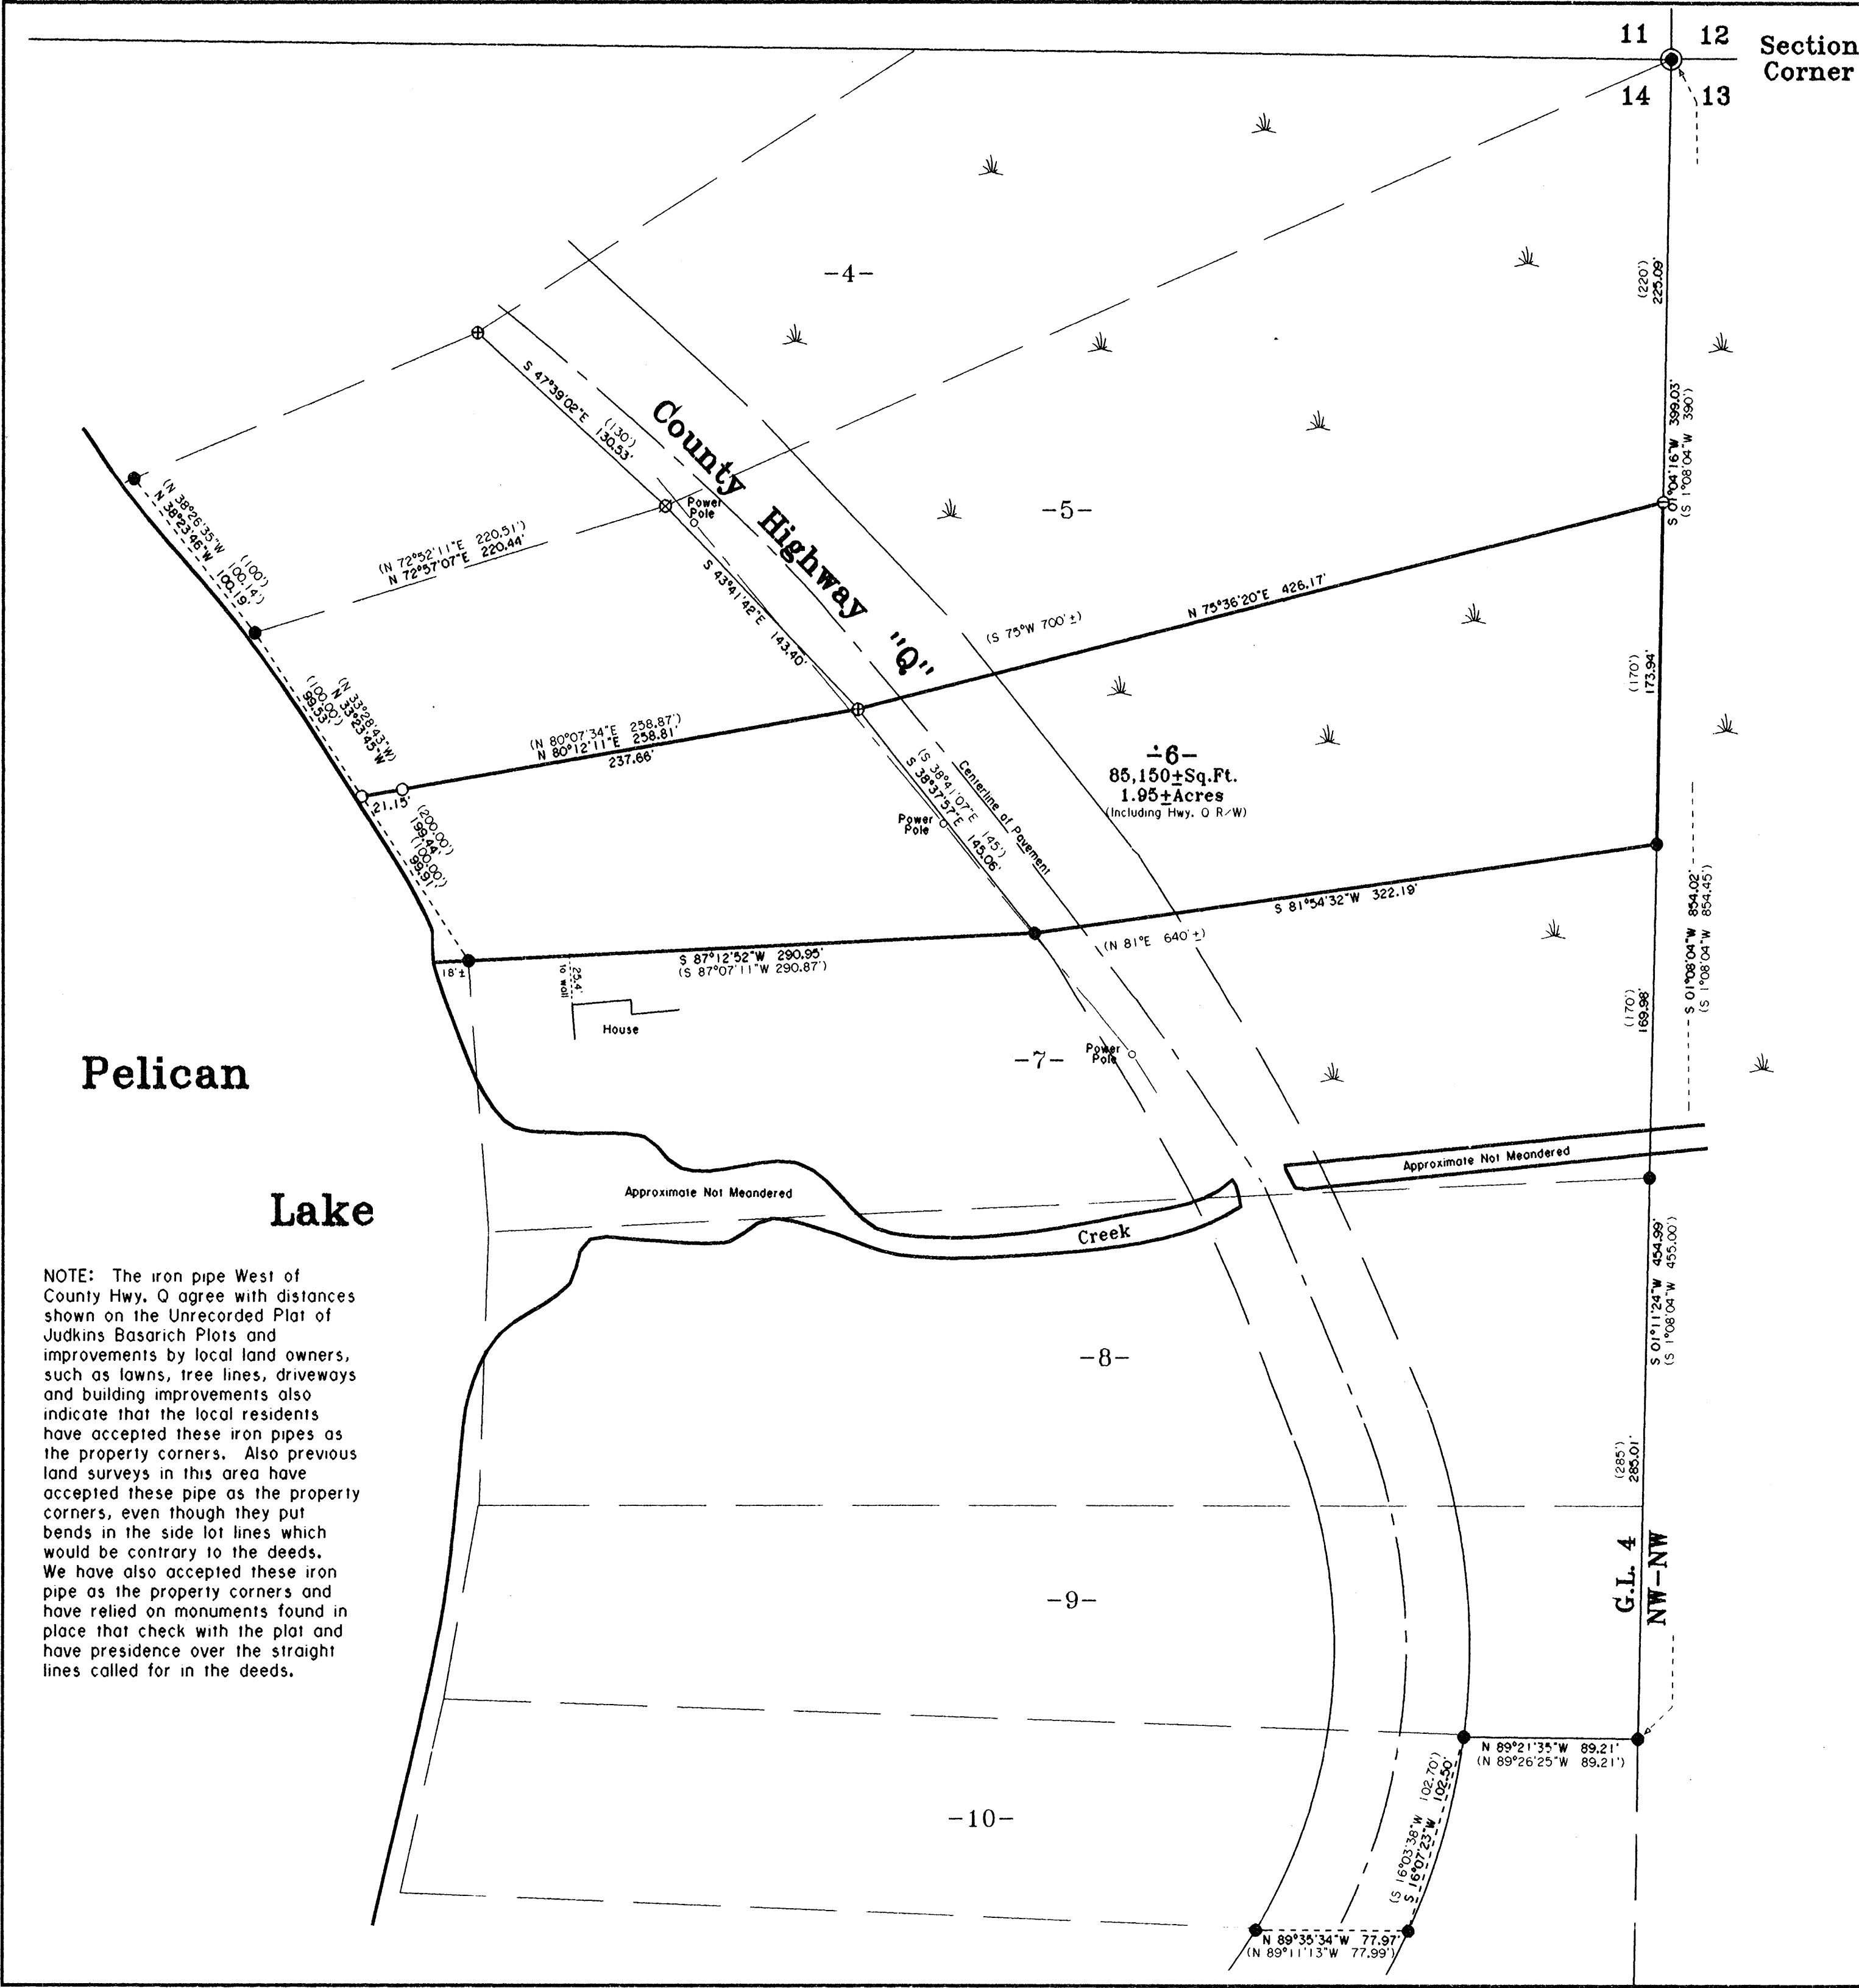 11 12
Section
Corner
14 13
-4-
(220')
225.09'
S 47°39'02"E
(130')
130.53'
County Highway "Q"
S 01°04'16"W 399.03'
(S 1°08'04"W 390')
(N 38°26'35"W
N 38°23'46"W
(100')
100.14')
100.19'
Power
Pole
-5-
(N 72°52'11"E 220.51')
N 72°57'07"E 220.44'
S 43°41'42"E 143.40'
N 75°36'20"E 426.17'
(S 75°W 700'±)
(170')
173.94'
(N 33°28'43"W)
N 33°23'45"W
(100.00')
99.53'
(N 80°07'34"E 258.87')
N 80°12'11"E 258.81'
237.66'
-6-
85,150±Sq.Ft.
1.95±Acres
(Including Hwy. Q R/W)
Centerline of Pavement
(S 38°41'07"E 145')
S 38°37'57"E 145.06'
21.15'
(200.00')
199.44'
(100.00')
99.91'
Power
Pole
S 01°08'04"W 854.02'
(S 1°08'04"W 854.45')
S 81°54'32"W 322.19'
(N 81°E 640'±)
S 87°12'52"W 290.95'
(S 87°07'11"W 290.87')
18'±
25.4'
to wall
House
(170')
169.98'
-7-
Power
Pole
Pelican
Approximate Not Meandered
Approximate Not Meandered
Lake
Creek
S 01°11'24"W 454.99'
(S 1°08'04"W 455.00')
NOTE: The iron pipe West of
County Hwy. Q agree with distances
shown on the Unrecorded Plat of
Judkins Basarich Plots and
improvements by local land owners,
such as lawns, tree lines, driveways
and building improvements also
indicate that the local residents
have accepted these iron pipes as
the property corners. Also previous
land surveys in this area have
accepted these pipe as the property
corners, even though they put
bends in the side lot lines which
would be contrary to the deeds.
We have also accepted these iron
pipe as the property corners and
have relied on monuments found in
place that check with the plat and
have presidence over the straight
lines called for in the deeds.
-8-
(285')
285.01'
G.L. 4
NW-NW
-9-
N 89°21'35"W 89.21'
(N 89°26'25"W 89.21')
-10-
(S 16°03'38"W 102.70')
S 16°07'23"W 102.50'
N 89°35'34"W 77.97'
(N 89°11'13"W 77.99')